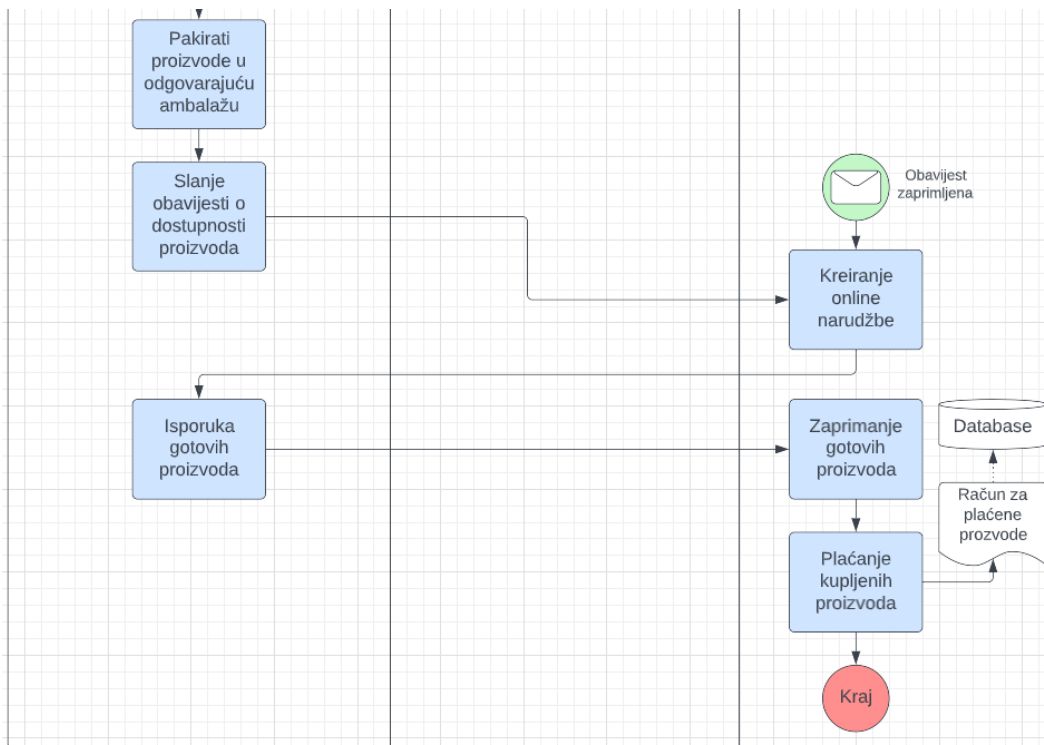 Pakirati
proizvode u
odgovarajuću
ambalažu
Slanje
obavijesti o
dostupnosti
proizvoda
Obavijest
zaprimljena
Kreiranje
online
narudžbe
Isporuka
gotovih
proizvoda
Zaprimanje
gotovih
proizvoda
Database
Račun za
plaćene
prozvode
Plaćanje
kupljenih
proizvoda
Kraj